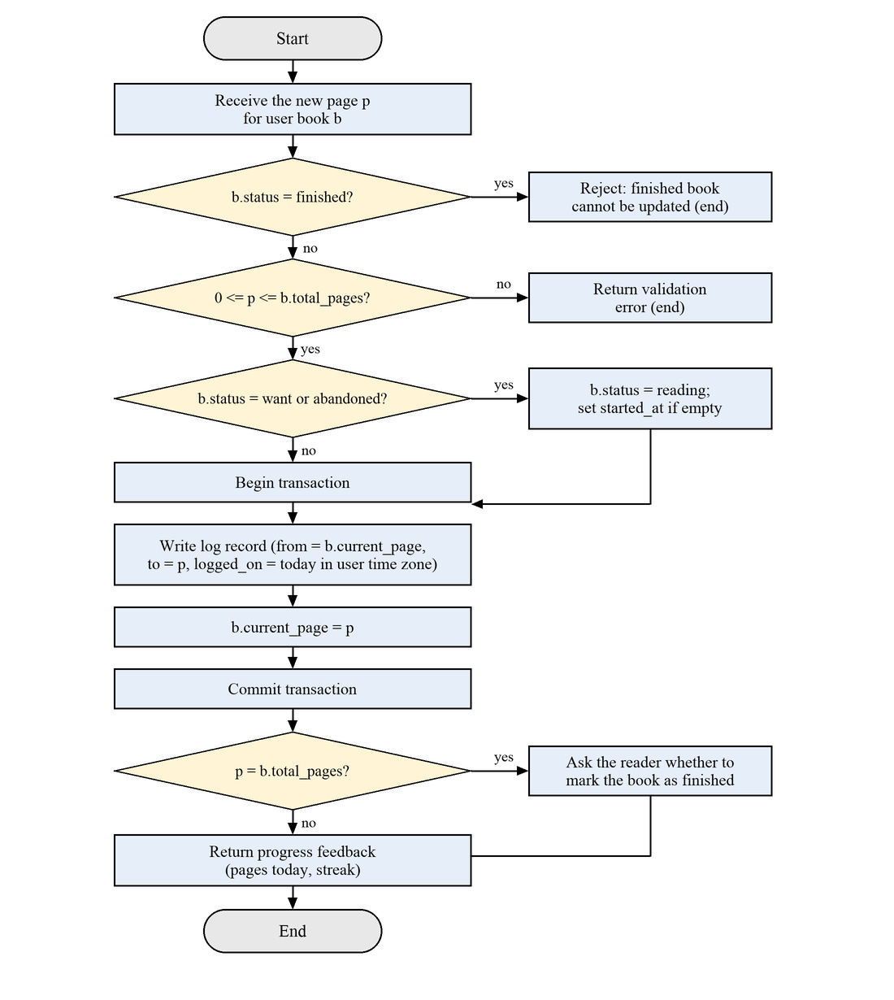 Start
Receive the new page p
for user book b
b.status = finished?
yes
Reject: finished book
cannot be updated (end)
no
0 <= p <= b.total_pages?
no
Return validation
error (end)
yes
b.status = want or abandoned?
yes
b.status = reading;
set started_at if empty
no
Begin transaction
Write log record (from = b.current_page,
to = p, logged_on = today in user time zone)
b.current_page = p
Commit transaction
p = b.total_pages?
yes
Ask the reader whether to
mark the book as finished
no
Return progress feedback
(pages today, streak)
End